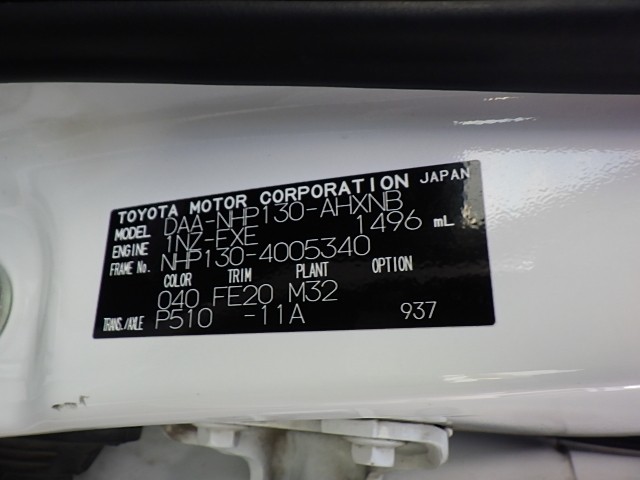 TOYOTA MOTOR CORPORATION JAPAN
MODEL DAA-NHP130-AHXNB
ENGINE 1NZ-EXE 1496 mL
FRAME No. NHP130-4005340
COLOR TRIM PLANT OPTION
040 FE20 M32
TRANS./AXLE P510 -11A 937